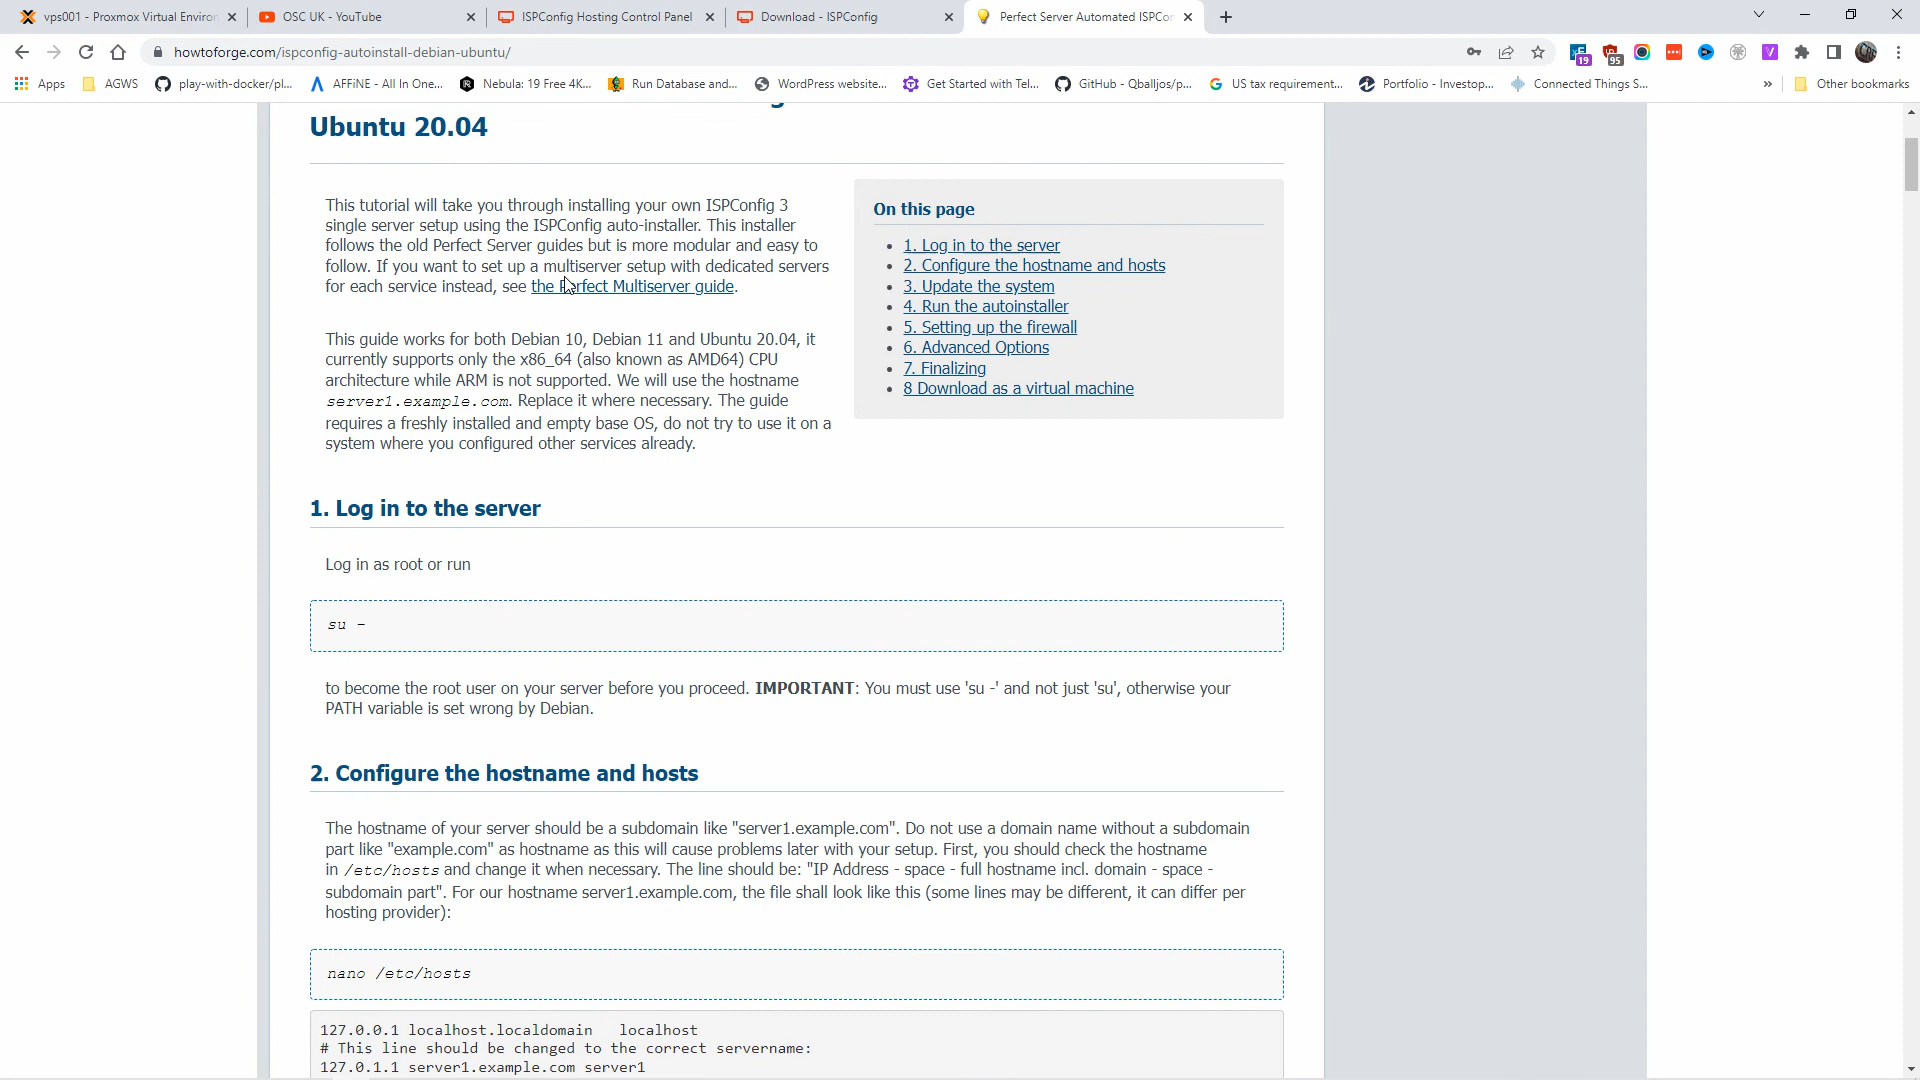 vps001 - Proxmox Virtual Environ
OSC UK - YouTube
ISPConfig Hosting Control Panel
Download - ISPConfig
Perfect Server Automated ISPCor
howtoforge.com/ispconfig-autoinstall-debian-ubuntu/
19
95
Apps
AGWS
play-with-docker/pl...
AFFiNE - All In One...
Nebula: 19 Free 4K...
Run Database and...
WordPress website...
Get Started with Tel...
GitHub - Qballjos/p...
US tax requirement...
Portfolio - Investop...
Connected Things S...
»
Other bookmarks
Ubuntu 20.04
This tutorial will take you through installing your own ISPConfig 3
single server setup using the ISPConfig auto-installer. This installer
follows the old Perfect Server guides but is more modular and easy to
follow. If you want to set up a multiserver setup with dedicated servers
for each service instead, see the Perfect Multiserver guide.
This guide works for both Debian 10, Debian 11 and Ubuntu 20.04, it
currently supports only the x86_64 (also known as AMD64) CPU
architecture while ARM is not supported. We will use the hostname
server1.example.com. Replace it where necessary. The guide
requires a freshly installed and empty base OS, do not try to use it on a
system where you configured other services already.
On this page
1. Log in to the server
2. Configure the hostname and hosts
3. Update the system
4. Run the autoinstaller
5. Setting up the firewall
6. Advanced Options
7. Finalizing
8 Download as a virtual machine
1. Log in to the server
Log in as root or run
su -
to become the root user on your server before you proceed. IMPORTANT: You must use 'su -' and not just 'su', otherwise your
PATH variable is set wrong by Debian.
2. Configure the hostname and hosts
The hostname of your server should be a subdomain like "server1.example.com". Do not use a domain name without a subdomain
part like "example.com" as hostname as this will cause problems later with your setup. First, you should check the hostname
in /etc/hosts and change it when necessary. The line should be: "IP Address - space - full hostname incl. domain - space -
subdomain part". For our hostname server1.example.com, the file shall look like this (some lines may be different, it can differ per
hosting provider):
nano /etc/hosts
127.0.0.1 localhost.localdomain   localhost
# This line should be changed to the correct servername:
127.0.1.1 server1.example.com server1